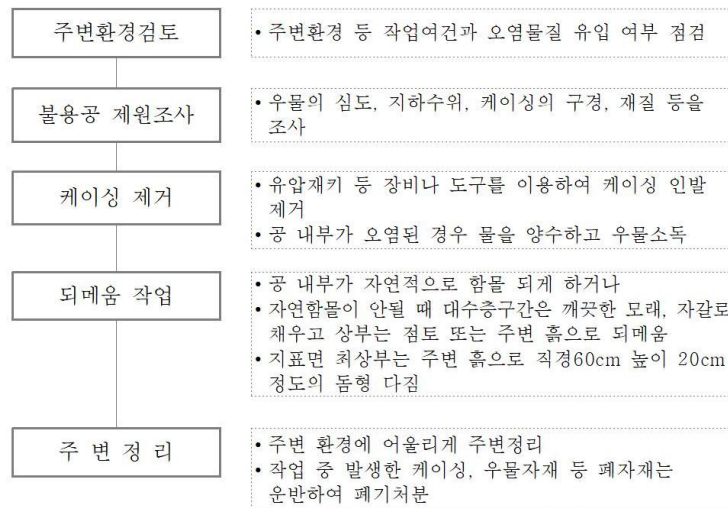 주변환경검토
• 주변환경 등 작업여건과 오염물질 유입 여부 점검
불용공 제원조사
• 우물의 심도, 지하수위, 케이싱의 구경, 재질 등을
조사
케이싱 제거
• 유압재키 등 장비나 도구를 이용하여 케이싱 인발
제거
• 공 내부가 오염된 경우 물을 양수하고 우물소독
되메움 작업
• 공 내부가 자연적으로 함몰 되게 하거나
• 자연함몰이 안될 때 대수층구간은 깨끗한 모래, 자갈로
채우고 상부는 점토 또는 주변 흙으로 되메움
• 지표면 최상부는 주변 흙으로 직경60cm 높이 20cm
정도의 돔형 다짐
주 변 정 리
• 주변 환경에 어울리게 주변정리
• 작업 중 발생한 케이싱, 우물자재 등 폐자재는
운반하여 폐기처분